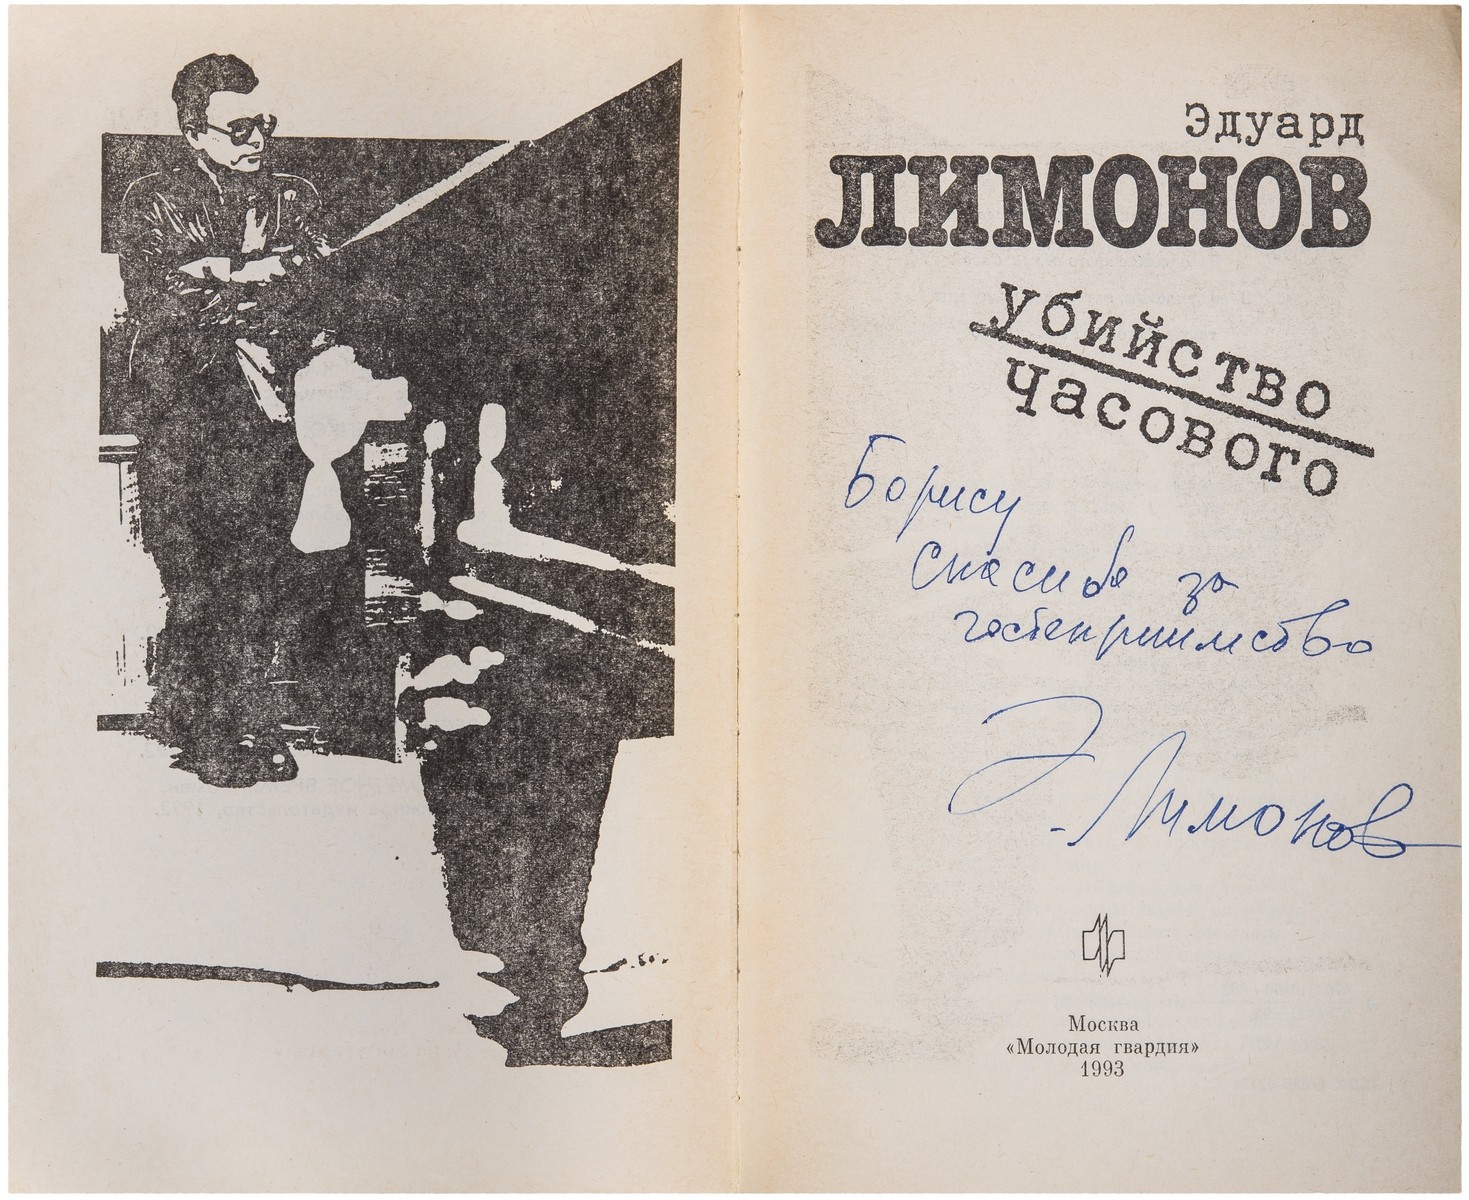 Эдуард
ЛИМОНОВ
убийство
часового
Борису
Спасибо за
гостеприимство
Э. Лимонов
Москва
«Молодая гвардия»
1993